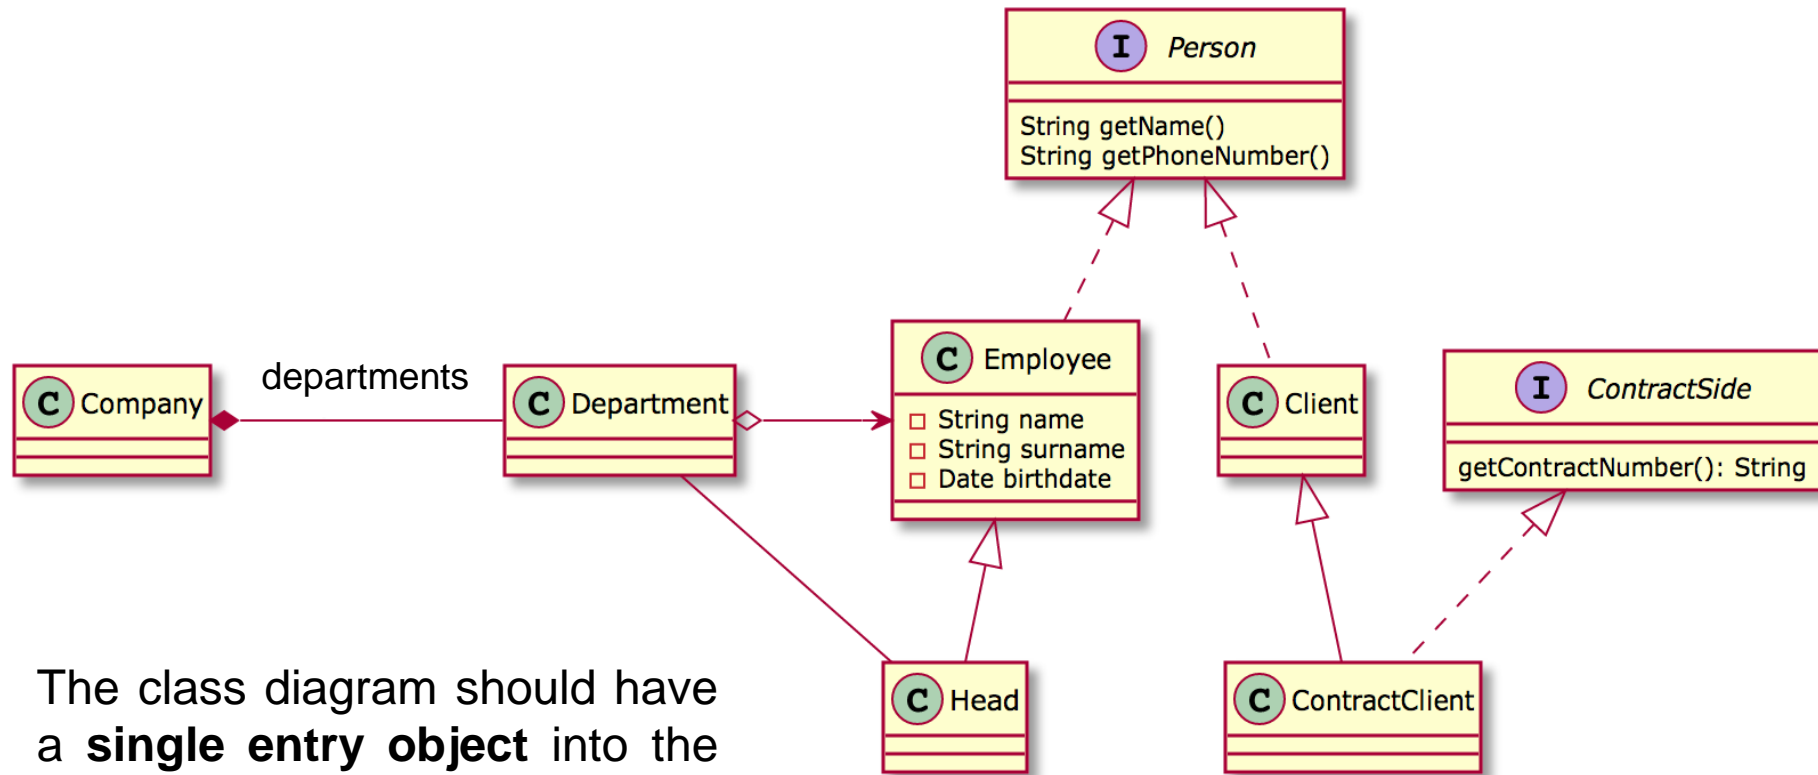 I Person
String getName()
String getPhoneNumber()
C Company
departments
C Department
C Employee
String name
String surname
Date birthdate
C Client
I ContractSide
getContractNumber(): String
C Head
C ContractClient
The class diagram should have
a single entry object into the